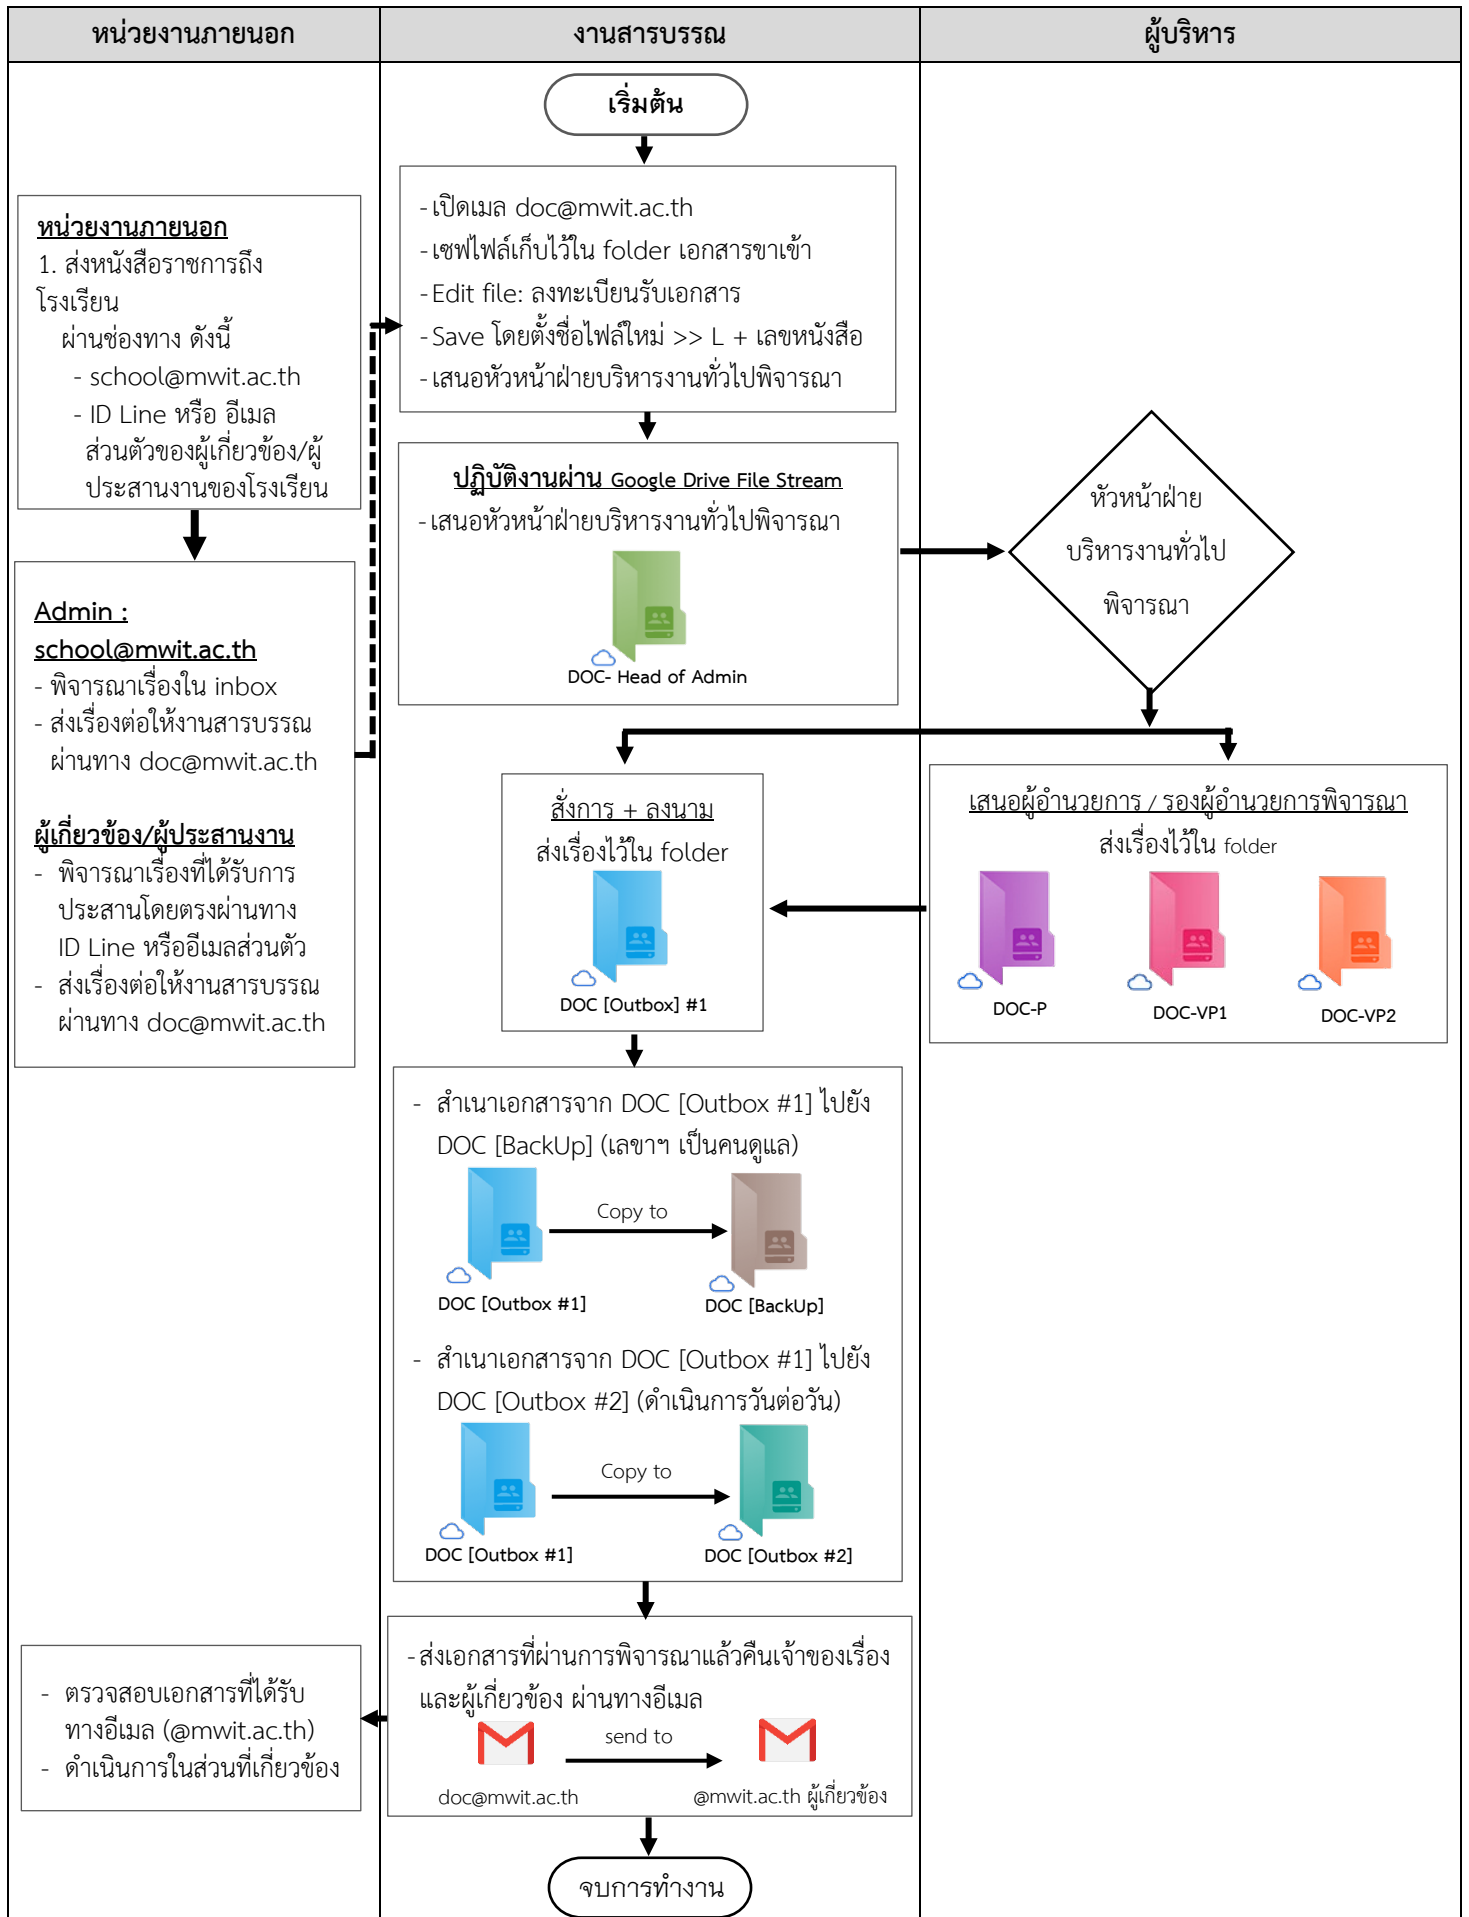 หน่วยงานภายนอก
งานสารบรรณ
ผู้บริหาร
เริ่มต้น
หน่วยงานภายนอก
1. ส่งหนังสือราชการถึง
โรงเรียน
ผ่านช่องทาง ดังนี้
- school@mwit.ac.th
- ID Line หรือ อีเมล
ส่วนตัวของผู้เกี่ยวข้อง/ผู้
ประสานงานของโรงเรียน
Admin :
school@mwit.ac.th
- พิจารณาเรื่องใน inbox
- ส่งเรื่องต่อให้งานสารบรรณ
ผ่านทาง doc@mwit.ac.th
ผู้เกี่ยวข้อง/ผู้ประสานงาน
- พิจารณาเรื่องที่ได้รับการ
ประสานโดยตรงผ่านทาง
ID Line หรืออีเมลส่วนตัว
- ส่งเรื่องต่อให้งานสารบรรณ
ผ่านทาง doc@mwit.ac.th
- เปิดเมล doc@mwit.ac.th
- เซฟไฟล์เก็บไว้ใน folder เอกสารขาเข้า
- Edit file: ลงทะเบียนรับเอกสาร
- Save โดยตั้งชื่อไฟล์ใหม่ >> L + เลขหนังสือ
- เสนอหัวหน้าฝ่ายบริหารงานทั่วไปพิจารณา
ปฏิบัติงานผ่าน Google Drive File Stream
- เสนอหัวหน้าฝ่ายบริหารงานทั่วไปพิจารณา
DOC- Head of Admin
หัวหน้าฝ่าย
บริหารงานทั่วไป
พิจารณา
สั่งการ + ลงนาม
ส่งเรื่องไว้ใน folder
DOC [Outbox] #1
เสนอผู้อำนวยการ / รองผู้อำนวยการพิจารณา
ส่งเรื่องไว้ใน folder
DOC-P
DOC-VP1
DOC-VP2
- สำเนาเอกสารจาก DOC [Outbox #1] ไปยัง
DOC [BackUp] (เลขาฯ เป็นคนดูแล)
Copy to
DOC [Outbox #1]
DOC [BackUp]
- สำเนาเอกสารจาก DOC [Outbox #1] ไปยัง
DOC [Outbox #2] (ดำเนินการวันต่อวัน)
Copy to
DOC [Outbox #1]
DOC [Outbox #2]
- ส่งเอกสารที่ผ่านการพิจารณาแล้วคืนเจ้าของเรื่อง
และผู้เกี่ยวข้อง ผ่านทางอีเมล
send to
doc@mwit.ac.th
@mwit.ac.th ผู้เกี่ยวข้อง
- ตรวจสอบเอกสารที่ได้รับ
ทางอีเมล (@mwit.ac.th)
- ดำเนินการในส่วนที่เกี่ยวข้อง
จบการทำงาน